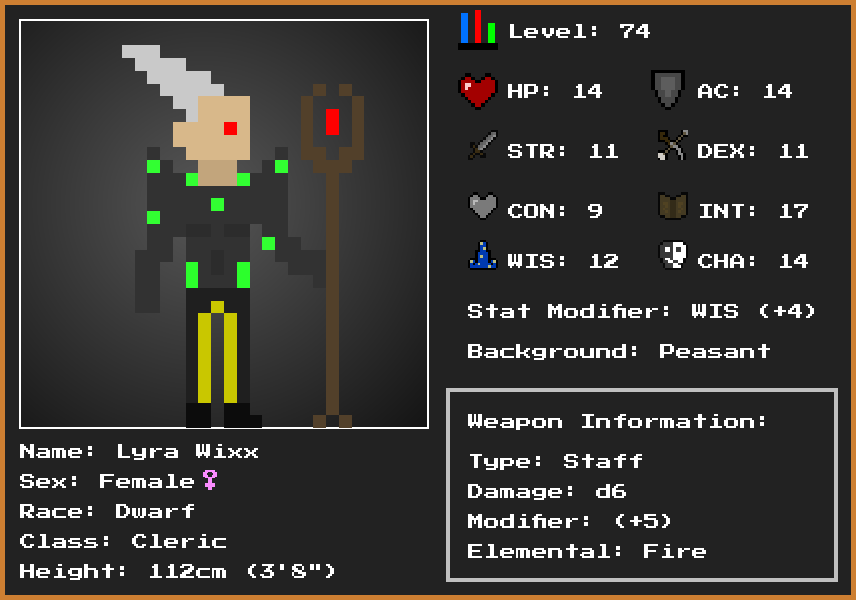 Level: 74
HP: 14
AC: 14
STR: 11
DEX: 11
CON: 9
INT: 17
WIS: 12
CHA: 14
Stat Modifier: WIS (+4)
Background: Peasant
Weapon Information:
Type: Staff
Damage: d6
Modifier: (+5)
Elemental: Fire
Name: Lyra Wixx
Sex: Female♀
Race: Dwarf
Class: Cleric
Height: 112cm (3'8")